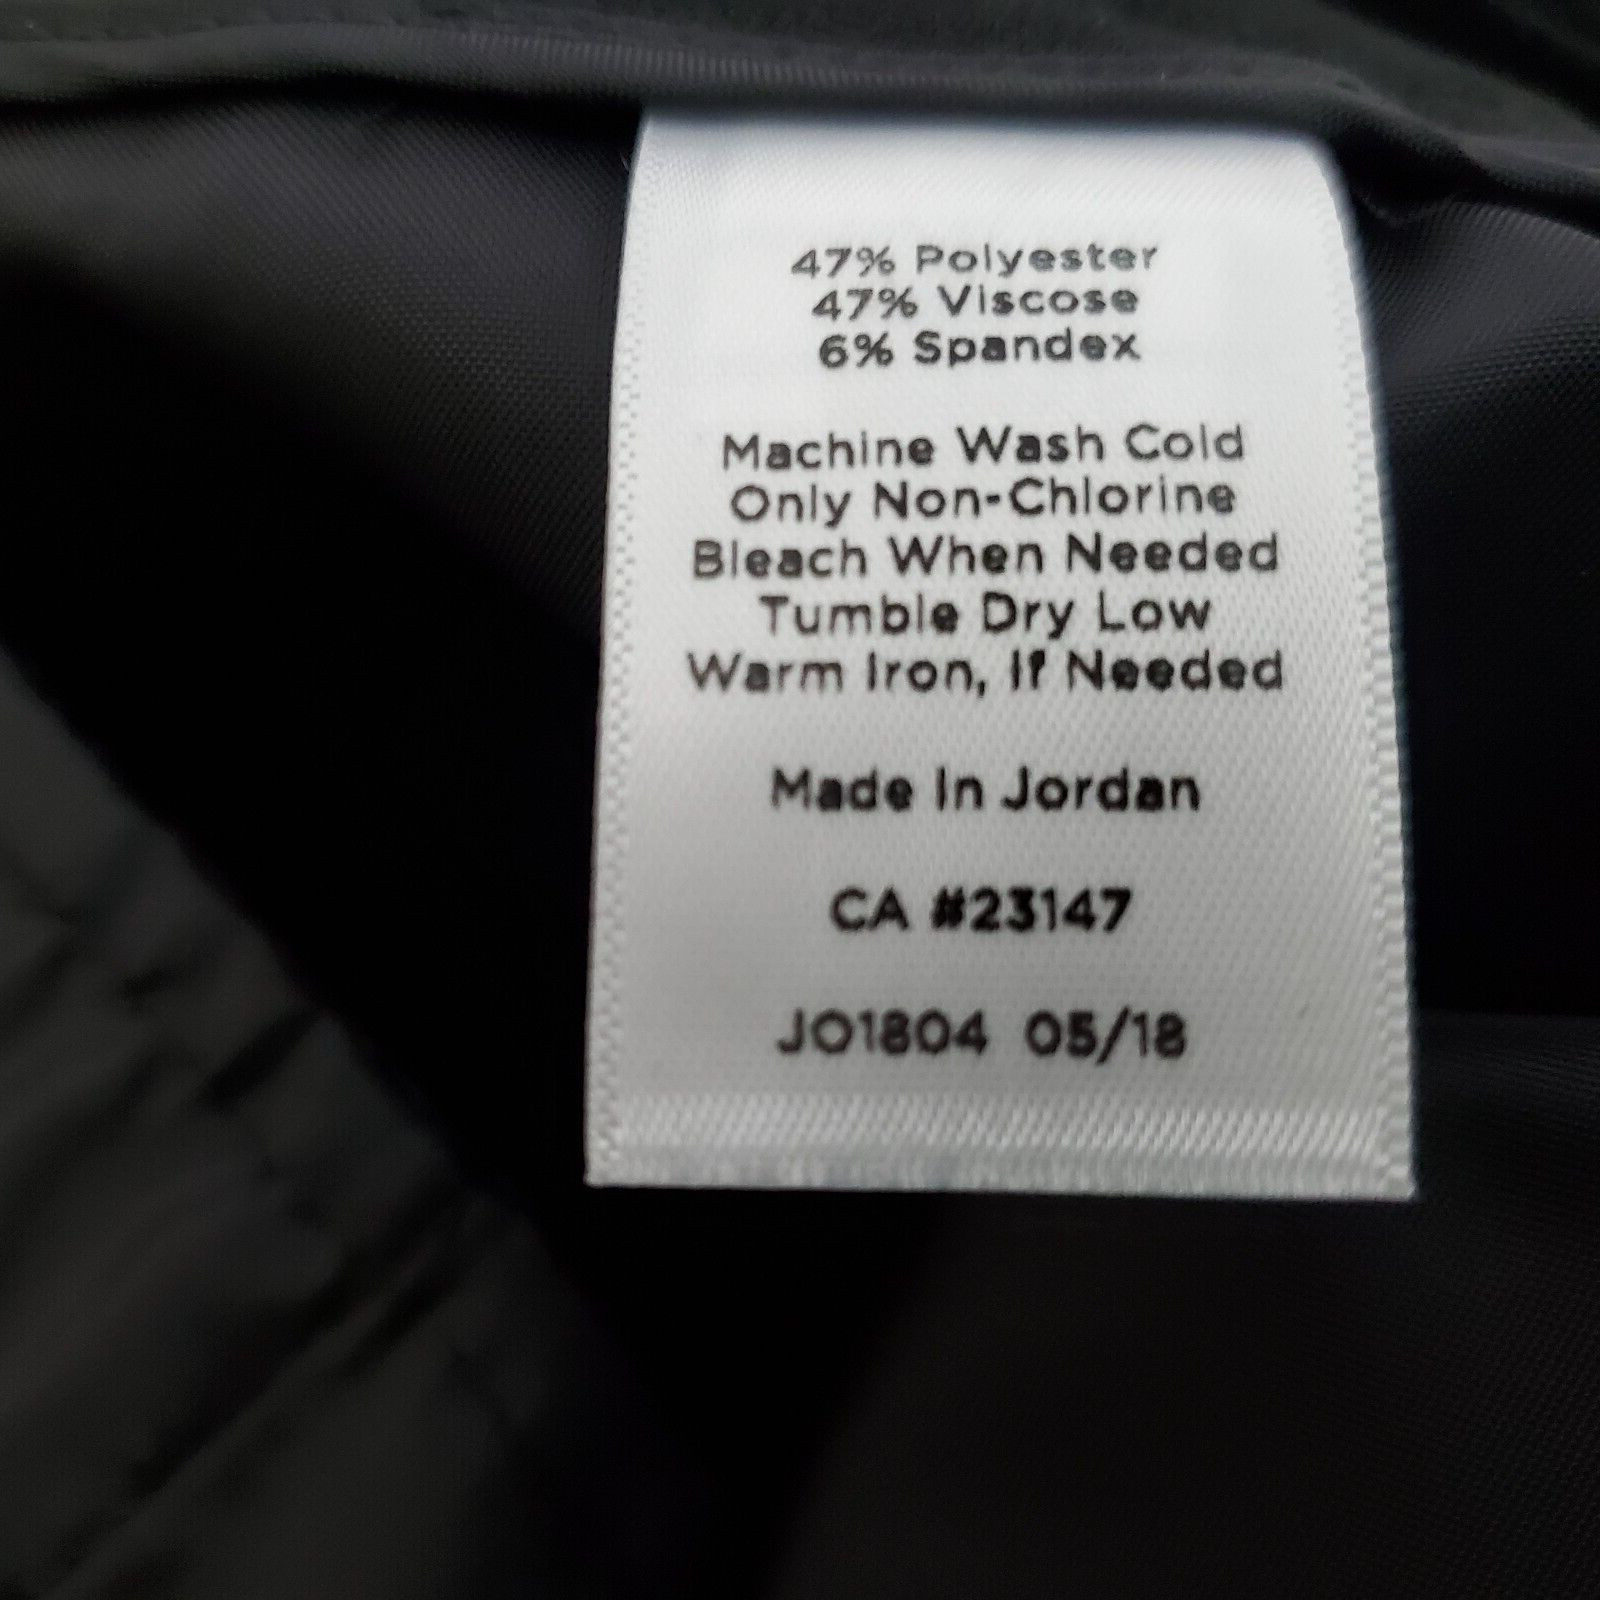 47% Polyester
47% Viscose
6% Spandex
Machine Wash Cold
Only Non-Chlorine
Bleach When Needed
Tumble Dry Low
Warm Iron, If Needed
Made In Jordan
CA #23147
JO1804 05/18